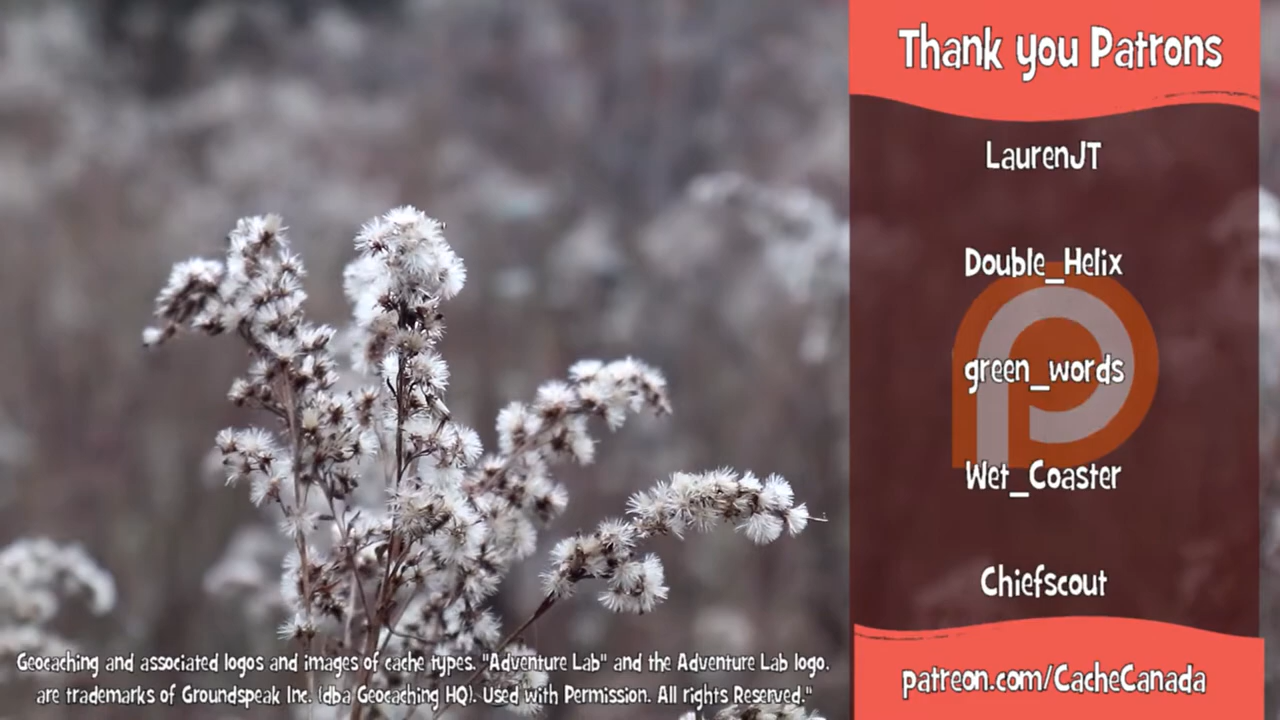 Thank you Patrons
LaurenJT
Double_Helix
green_words
Wet_Coaster
Chiefscout
patreon.com/CacheCanada
Geocaching and associated logos and images of cache types. "Adventure Lab" and the Adventure Lab logo.
are trademarks of Groundspeak Inc. (dba Geocaching HQ). Used with Permission. All rights Reserved."